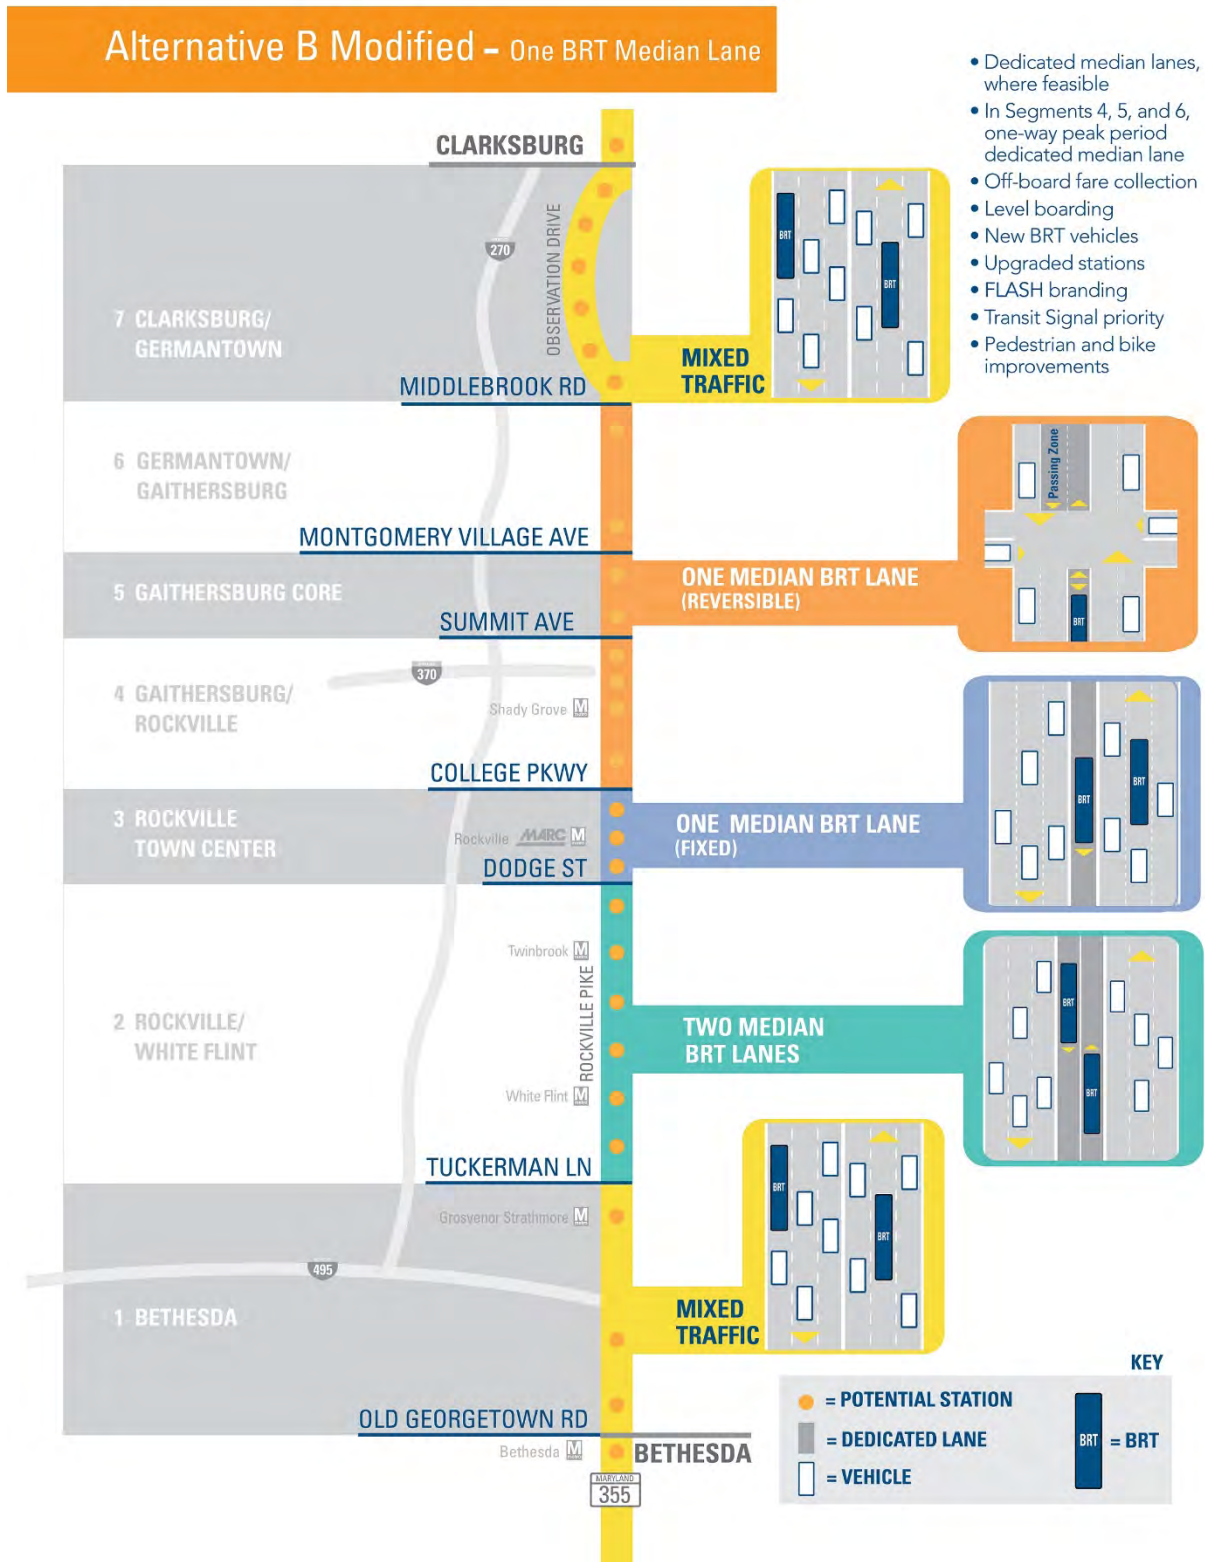 Alternative B Modified – One BRT Median Lane
• Dedicated median lanes,
where feasible
• In Segments 4, 5, and 6,
one-way peak period
dedicated median lane
• Off-board fare collection
• Level boarding
• New BRT vehicles
• Upgraded stations
• FLASH branding
• Transit Signal priority
• Pedestrian and bike
improvements
CLARKSBURG
OBSERVATION DRIVE
270
7 CLARKSBURG/
GERMANTOWN
MIXED
TRAFFIC
BRT
BRT
MIDDLEBROOK RD
6 GERMANTOWN/
GAITHERSBURG
Passing Zone
MONTGOMERY VILLAGE AVE
5 GAITHERSBURG CORE
ONE MEDIAN BRT LANE
(REVERSIBLE)
BRT
SUMMIT AVE
370
4 GAITHERSBURG/
ROCKVILLE
Shady Grove M
COLLEGE PKWY
3 ROCKVILLE
TOWN CENTER
Rockville MARC M
ONE MEDIAN BRT LANE
(FIXED)
BRT
BRT
DODGE ST
Twinbrook M
ROCKVILLE PIKE
2 ROCKVILLE/
WHITE FLINT
TWO MEDIAN
BRT LANES
BRT
BRT
White Flint M
TUCKERMAN LN
Grosvenor Strathmore M
495
1 BETHESDA
MIXED
TRAFFIC
BRT
BRT
OLD GEORGETOWN RD
Bethesda M
BETHESDA
MARYLAND
355
KEY
= POTENTIAL STATION
= DEDICATED LANE
= VEHICLE
BRT = BRT